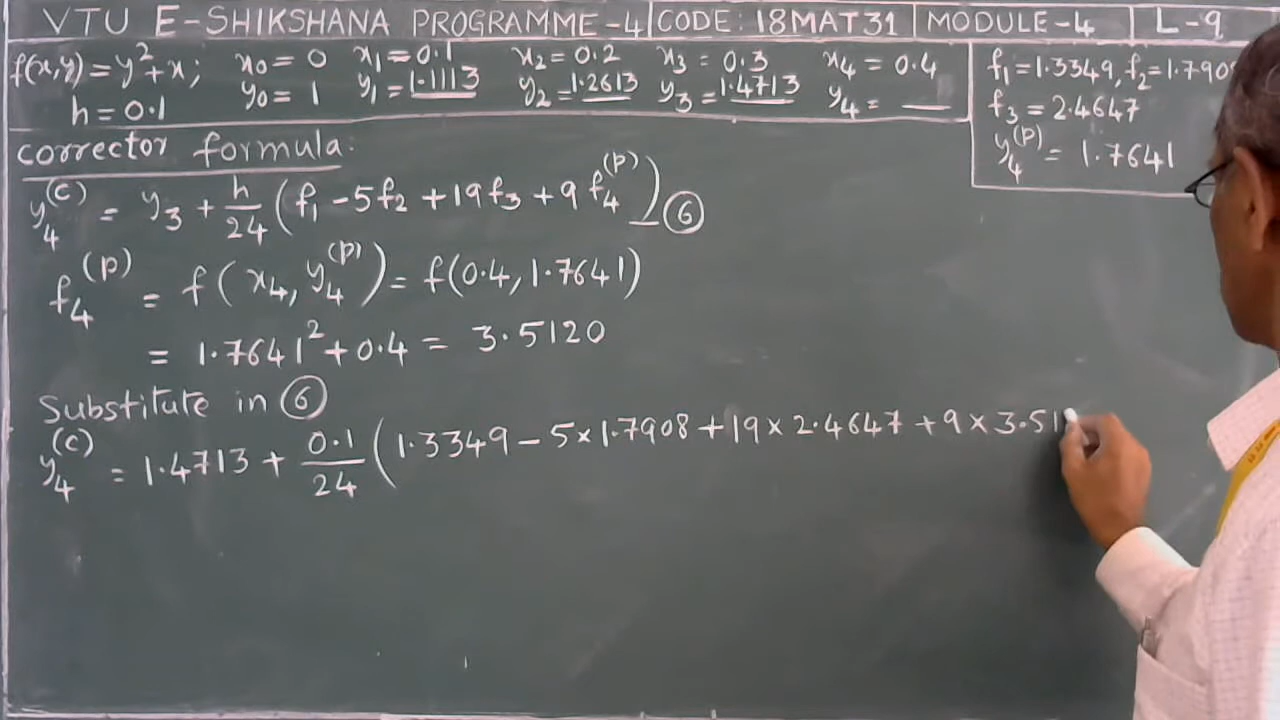 VTU E-SHIKSHANA PROGRAMME-4 | CODE: 18MAT31 | MODULE-4 | L-9
f(x,y)=y²+x; x₀=0 x₁=0.1 x₂=0.2 x₃=0.3 x₄=0.4
h=0.1 y₀=1 y₁=1.1113 y₂=1.2613 y₃=1.4713 y₄=__
f₁=1.3349, f₂=1.7908
f₃=2.4647
y₄^(p)=1.7641
corrector formula:
y₄^(c) = y₃ + h/24 (f₁ -5f₂ +19f₃ +9f₄^(p)) —⑥
f₄^(p) = f(x₄, y₄^(p)) = f(0.4, 1.7641)
= 1.7641² + 0.4 = 3.5120
Substitute in ⑥
y₄^(c) = 1.4713 + 0.1/24 (1.3349 - 5×1.7908 + 19×2.4647 + 9×3.51